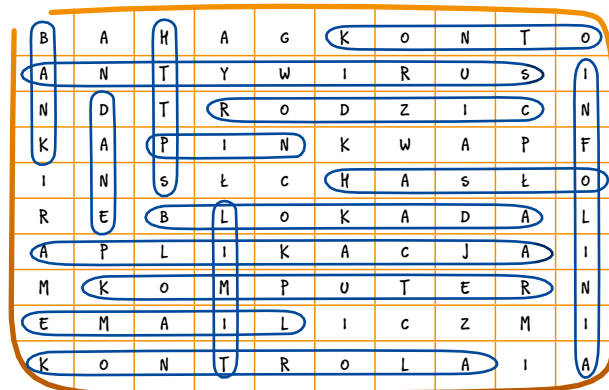 B A H A G K O N T O
A N T Y W I R U S I
N D T R O D Z I C N
K A P I N K W A P F
I N S Ł C H A S Ł O
R E B L O K A D A L
A P L I K A C J A I
M K O M P U T E R N
E M A I L I C Z M I
K O N T R O L A I A